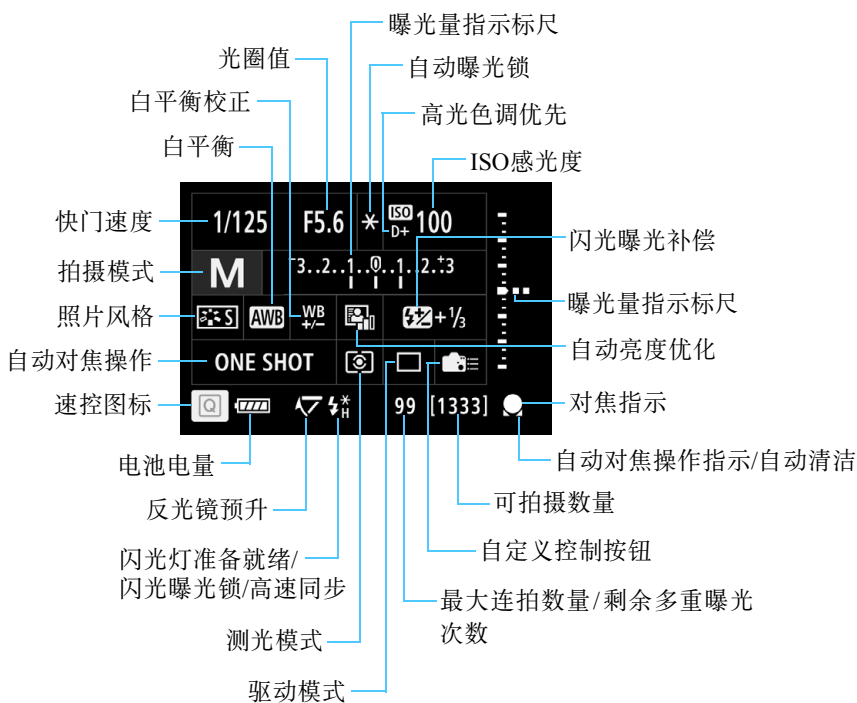 曝光量指示标尺
光圈值
自动曝光锁
白平衡校正
高光色调优先
白平衡
ISO感光度
快门速度
1/125 F5.6 * ISO D+ 100
闪光曝光补偿
拍摄模式
M
-3..2..1..0..1..2.+3
曝光量指示标尺
照片风格
S AWB WB +/- +1/3
自动亮度优化
自动对焦操作
ONE SHOT
速控图标
Q H 99 [1333]
对焦指示
电池电量
自动对焦操作指示/自动清洁
反光镜预升
可拍摄数量
闪光灯准备就绪/
闪光曝光锁/高速同步
自定义控制按钮
最大连拍数量/剩余多重曝光
次数
测光模式
驱动模式